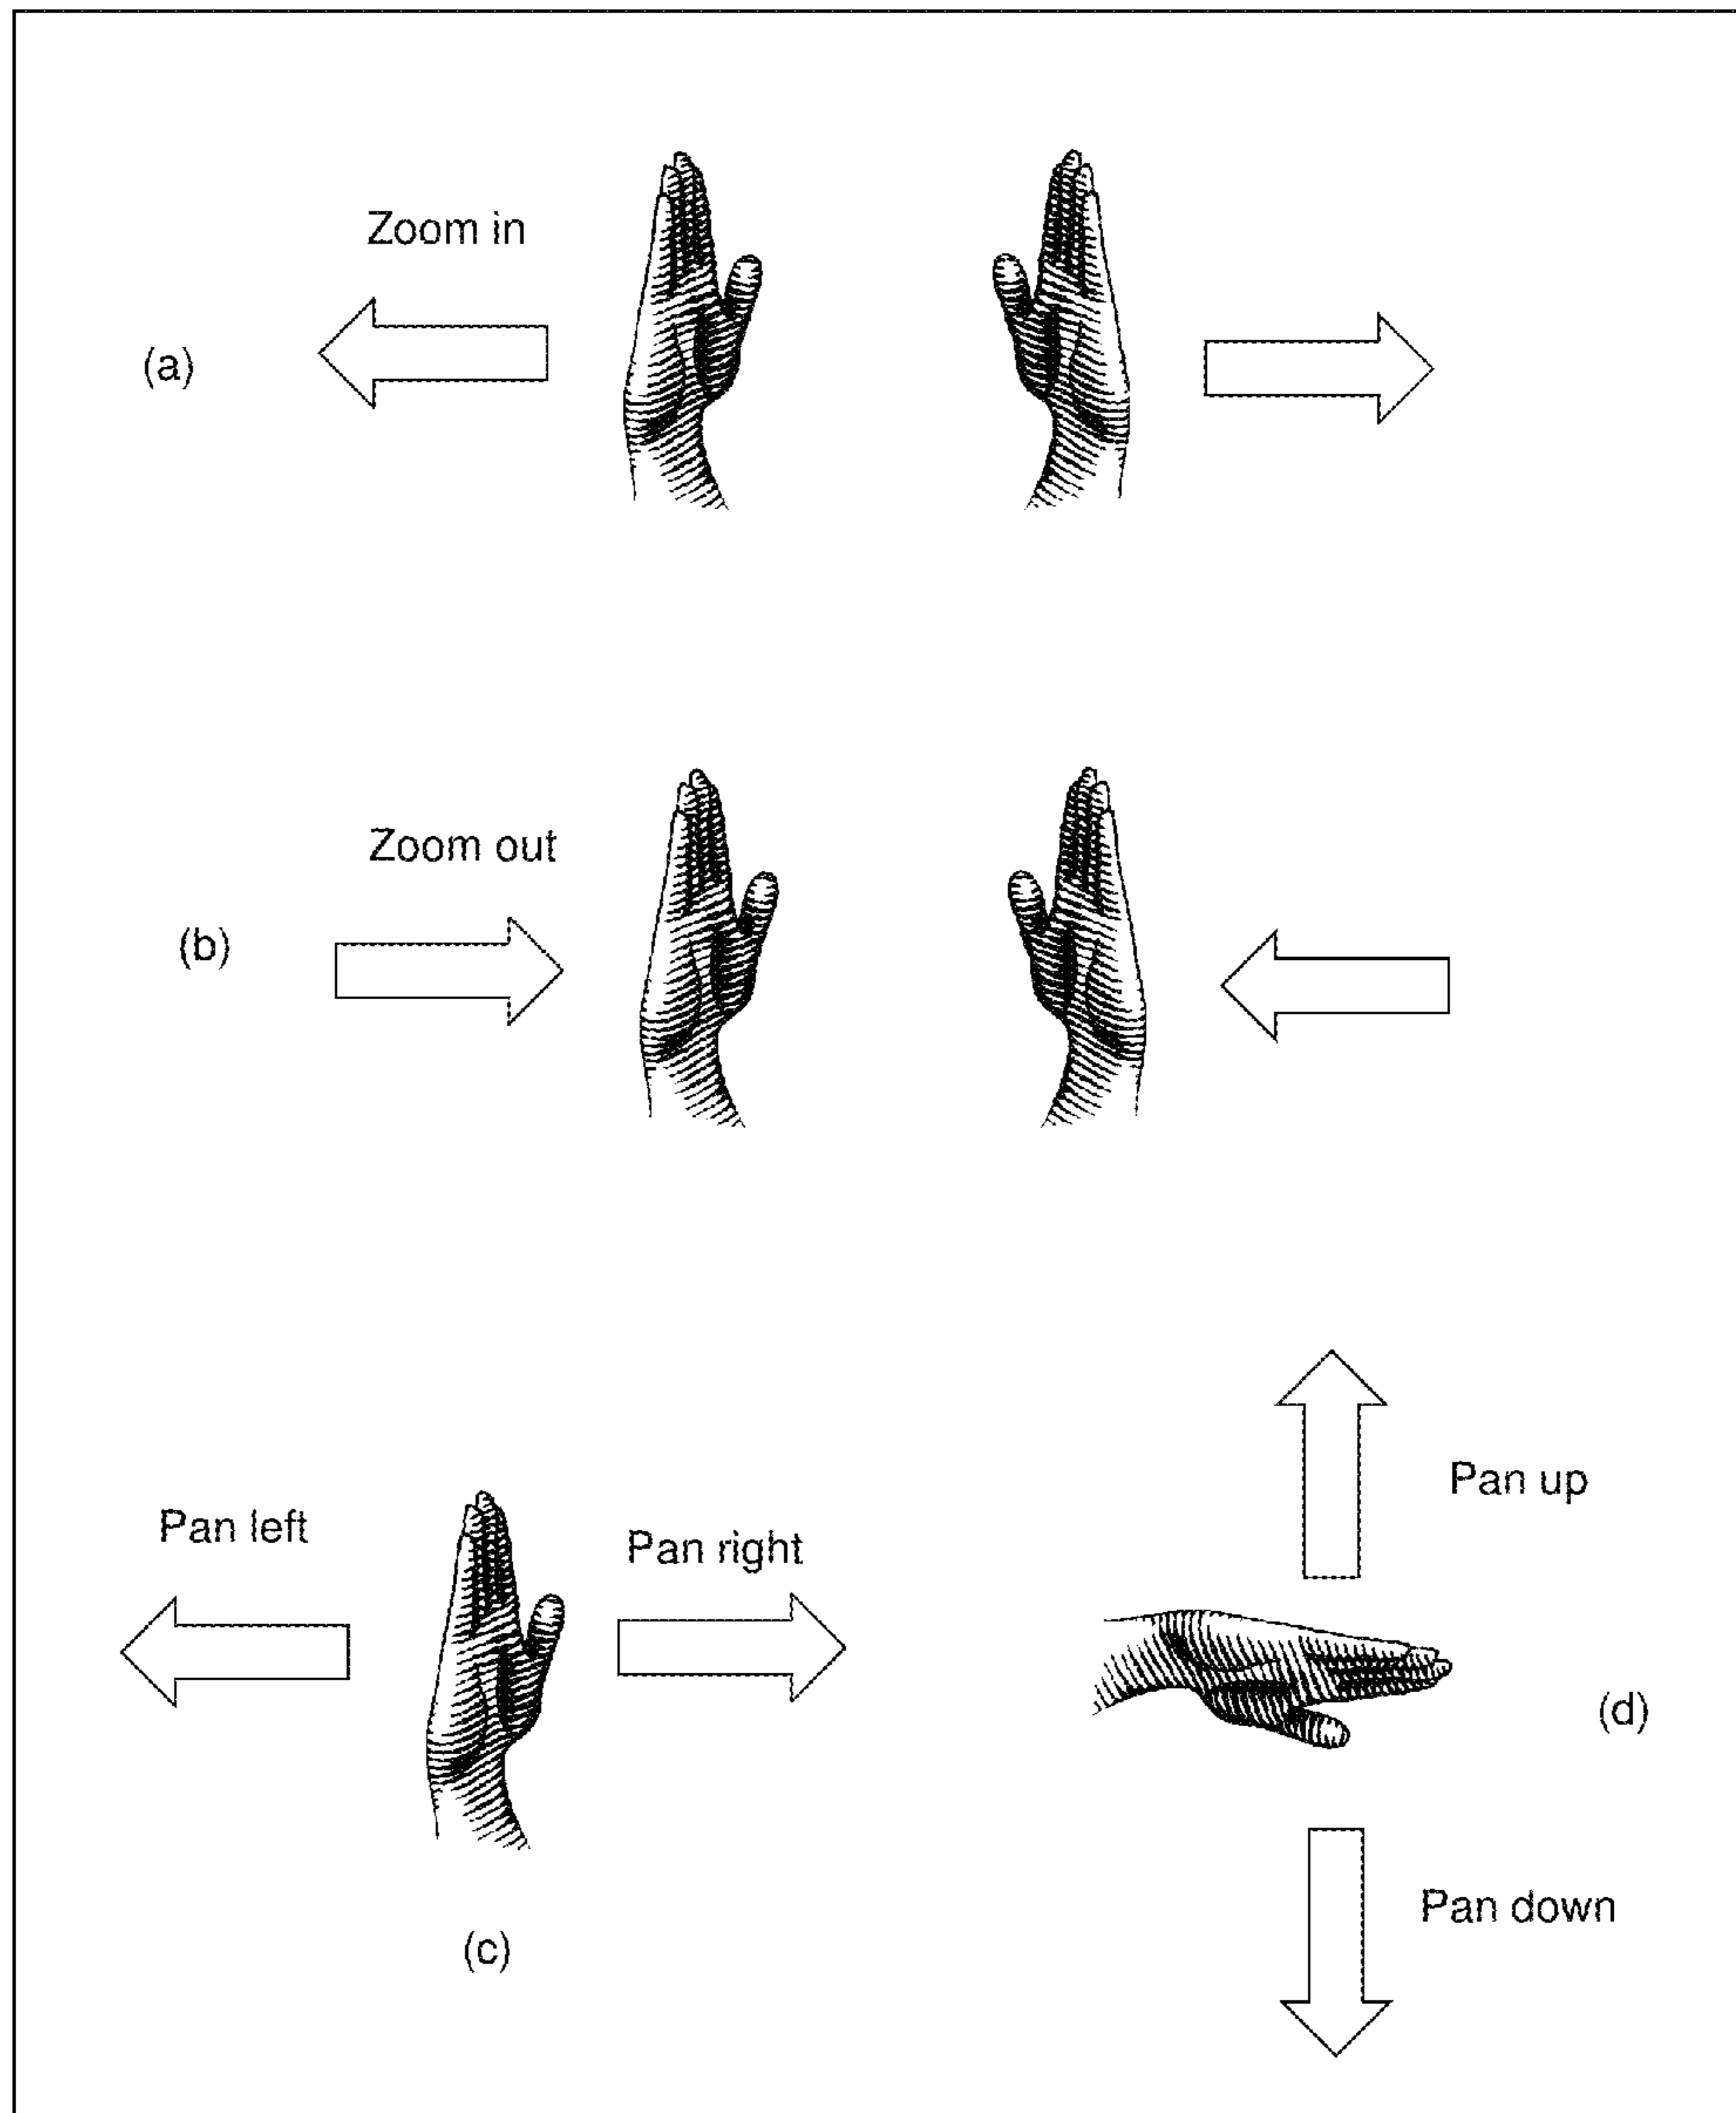 Zoom in
(a)
Zoom out
(b)
Pan up
Pan left
Pan right
(d)
Pan down
(c)